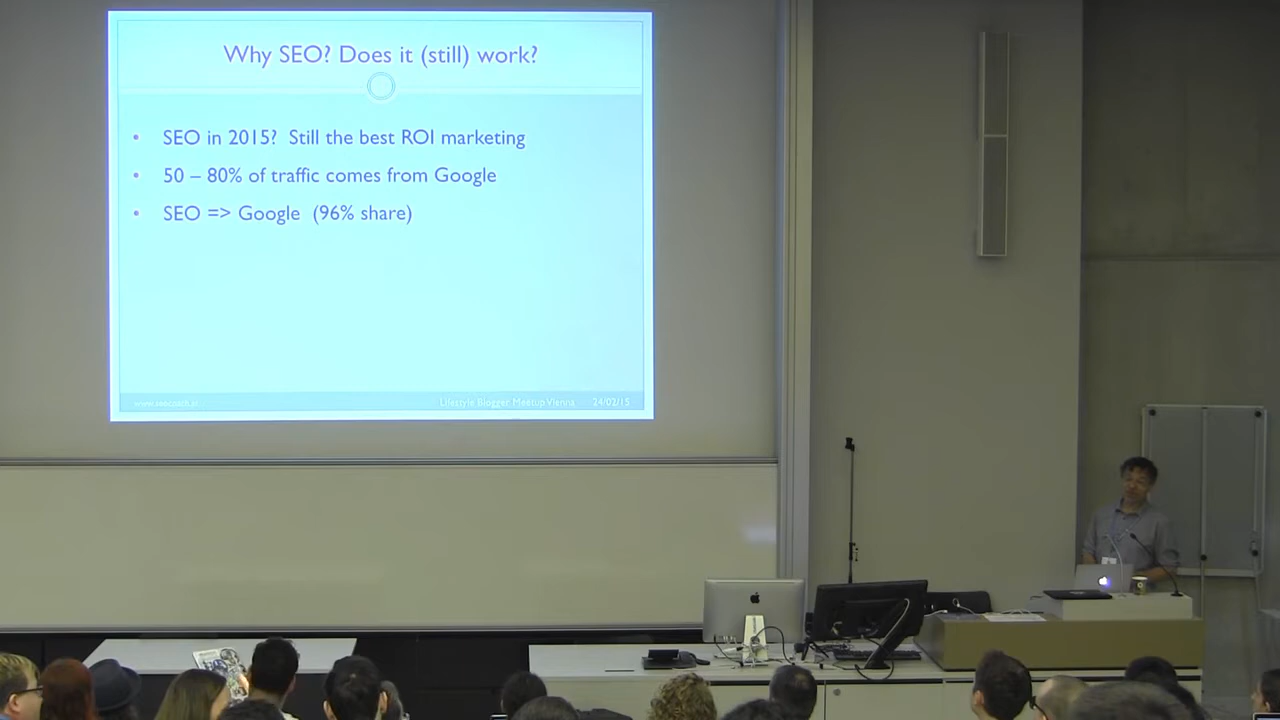 Why SEO? Does it (still) work?
• SEO in 2015? Still the best ROI marketing
• 50 – 80% of traffic comes from Google
• SEO => Google (96% share)
Lifestyle Blogger Meetup Vienna 24/02/15